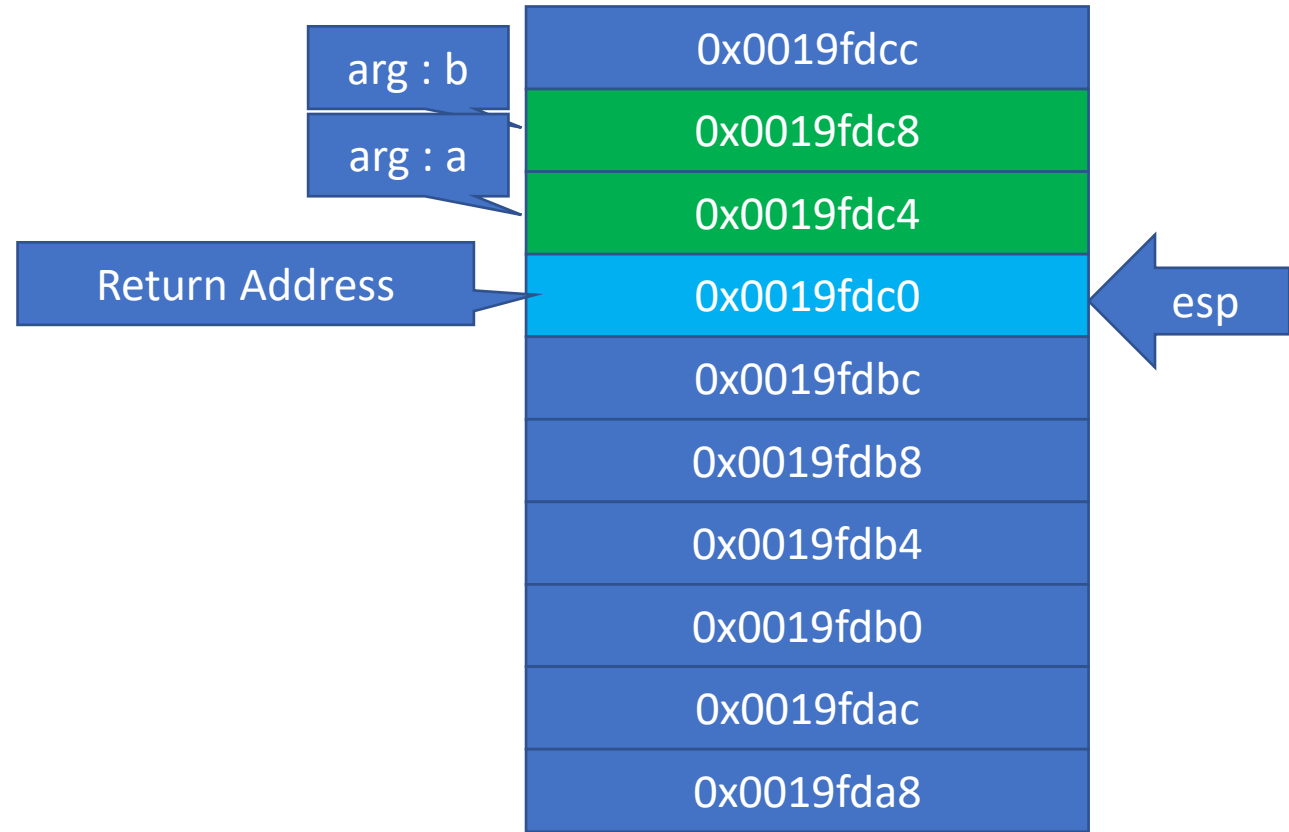 0x0019fdcc
arg : b
0x0019fdc8
arg : a
0x0019fdc4
Return Address
0x0019fdc0
esp
0x0019fdbc
0x0019fdb8
0x0019fdb4
0x0019fdb0
0x0019fdac
0x0019fda8